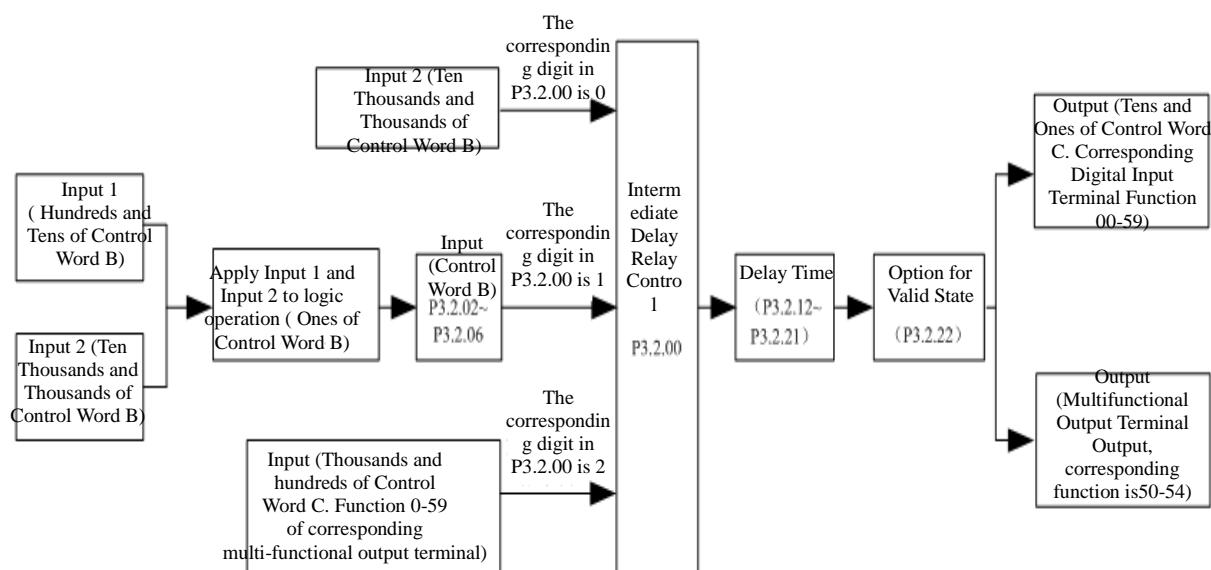 The
correspondin
g digit in
P3.2.00 is 0
Input 2 (Ten
Thousands and
Thousands of
Control Word B)
Input 1
( Hundreds and
Tens of Control
Word B)
Input 2 (Ten
Thousands and
Thousands of
Control Word B)
Apply Input 1 and
Input 2 to logic
operation ( Ones of
Control Word B)
Input
(Control
Word B)
P3.2.02~
P3.2.06
The
correspondin
g digit in
P3.2.00 is 1
The
correspondin
g digit in
P3.2.00 is 2
Input (Thousands and
hundreds of Control
Word C. Function 0-59
of corresponding
multi-functional output terminal)
Interm
ediate
Delay
Relay
Contro
l
P3.2.00
Delay Time
(P3.2.12~
P3.2.21)
Option for
Valid State
(P3.2.22)
Output (Tens and
Ones of Control Word
C. Corresponding
Digital Input
Terminal Function
00-59)
Output
(Multifunctional
Output Terminal
Output,
corresponding
function is50-54)